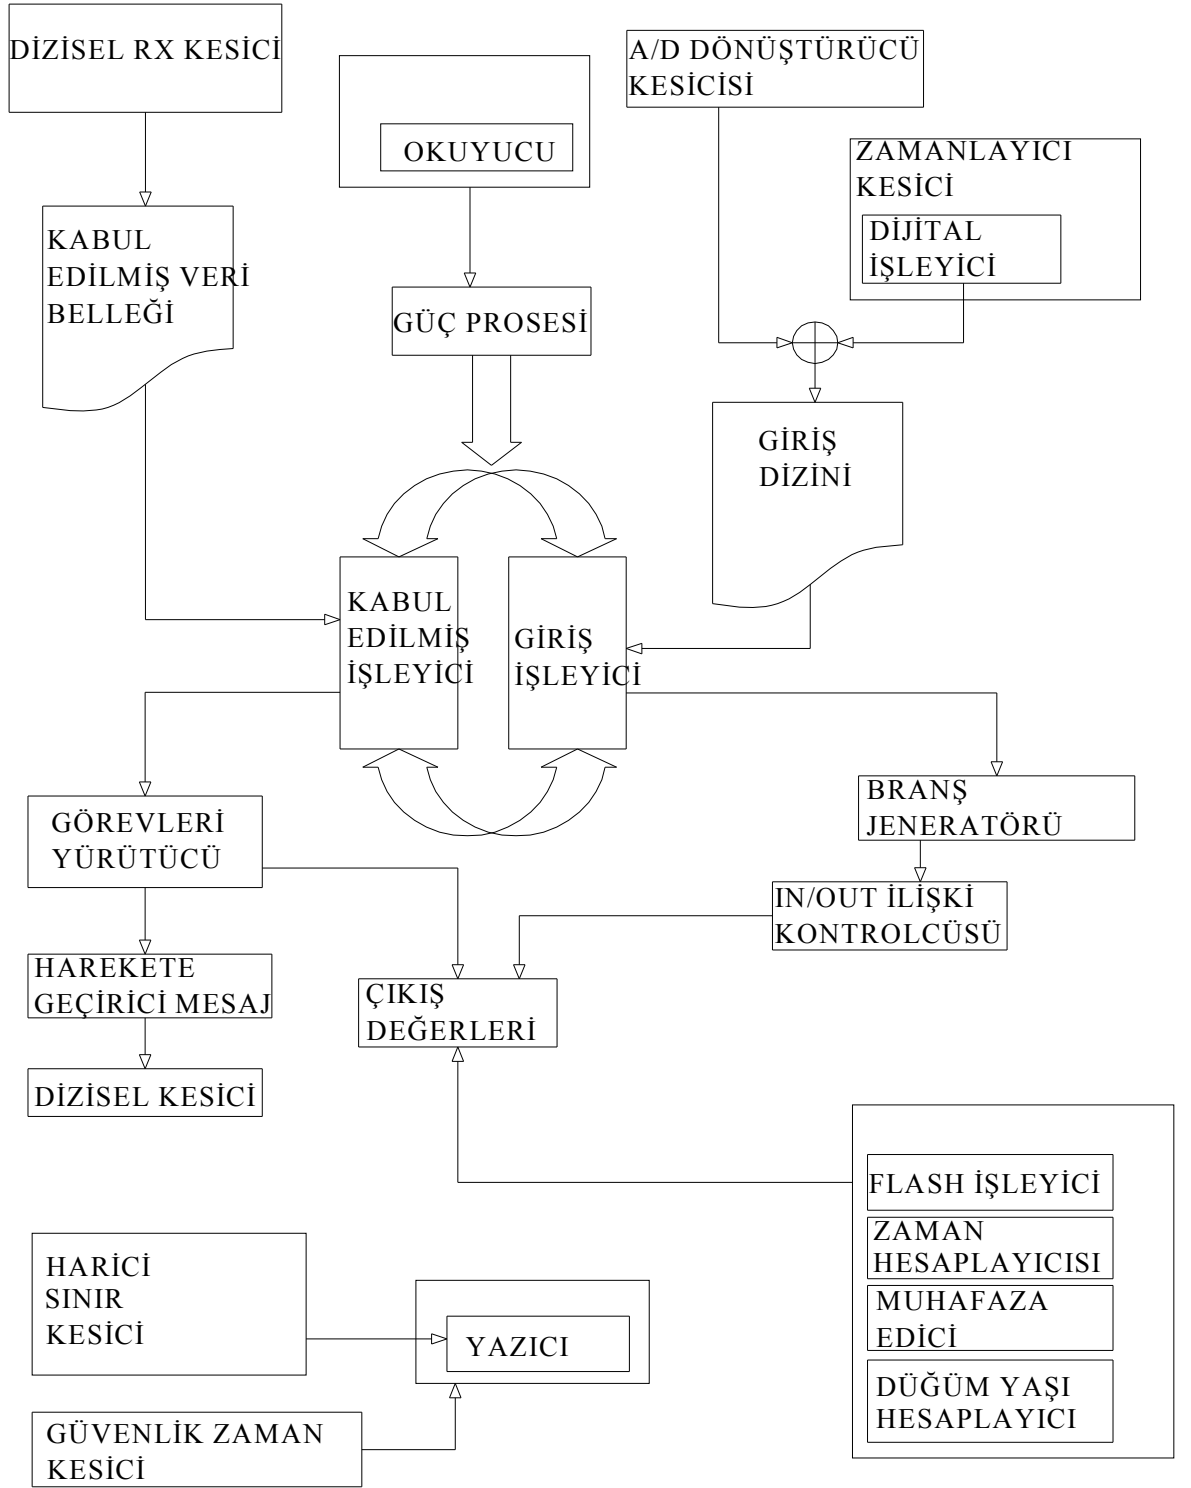 DİZİSEL RX KESİCİ
OKUYUCU
A/D DÖNÜŞTÜRÜCÜ
KESİCİSİ
ZAMANLAYICI
KESİCİ
DİJİTAL
İŞLEYİCİ
KABUL
EDİLMİŞ VERİ
BELLEĞİ
GÜÇ PROSESİ
GİRİŞ
DİZİNİ
KABUL
EDİLMİŞ
İŞLEYİCİ
GİRİŞ
İŞLEYİCİ
GÖREVLERİ
YÜRÜTÜCÜ
BRANŞ
JENERATÖRÜ
IN/OUT İLİŞKİ
KONTROLCÜSÜ
HAREKETE
GEÇİRİCİ MESAJ
ÇIKIŞ
DEĞERLERİ
DİZİSEL KESİCİ
FLASH İŞLEYİCİ
ZAMAN
HESAPLAYICISI
MUHAFAZA
EDİCİ
DÜĞÜM YAŞI
HESAPLAYICI
HARİCİ
SINIR
KESİCİ
YAZICI
GÜVENLİK ZAMAN
KESİCİ